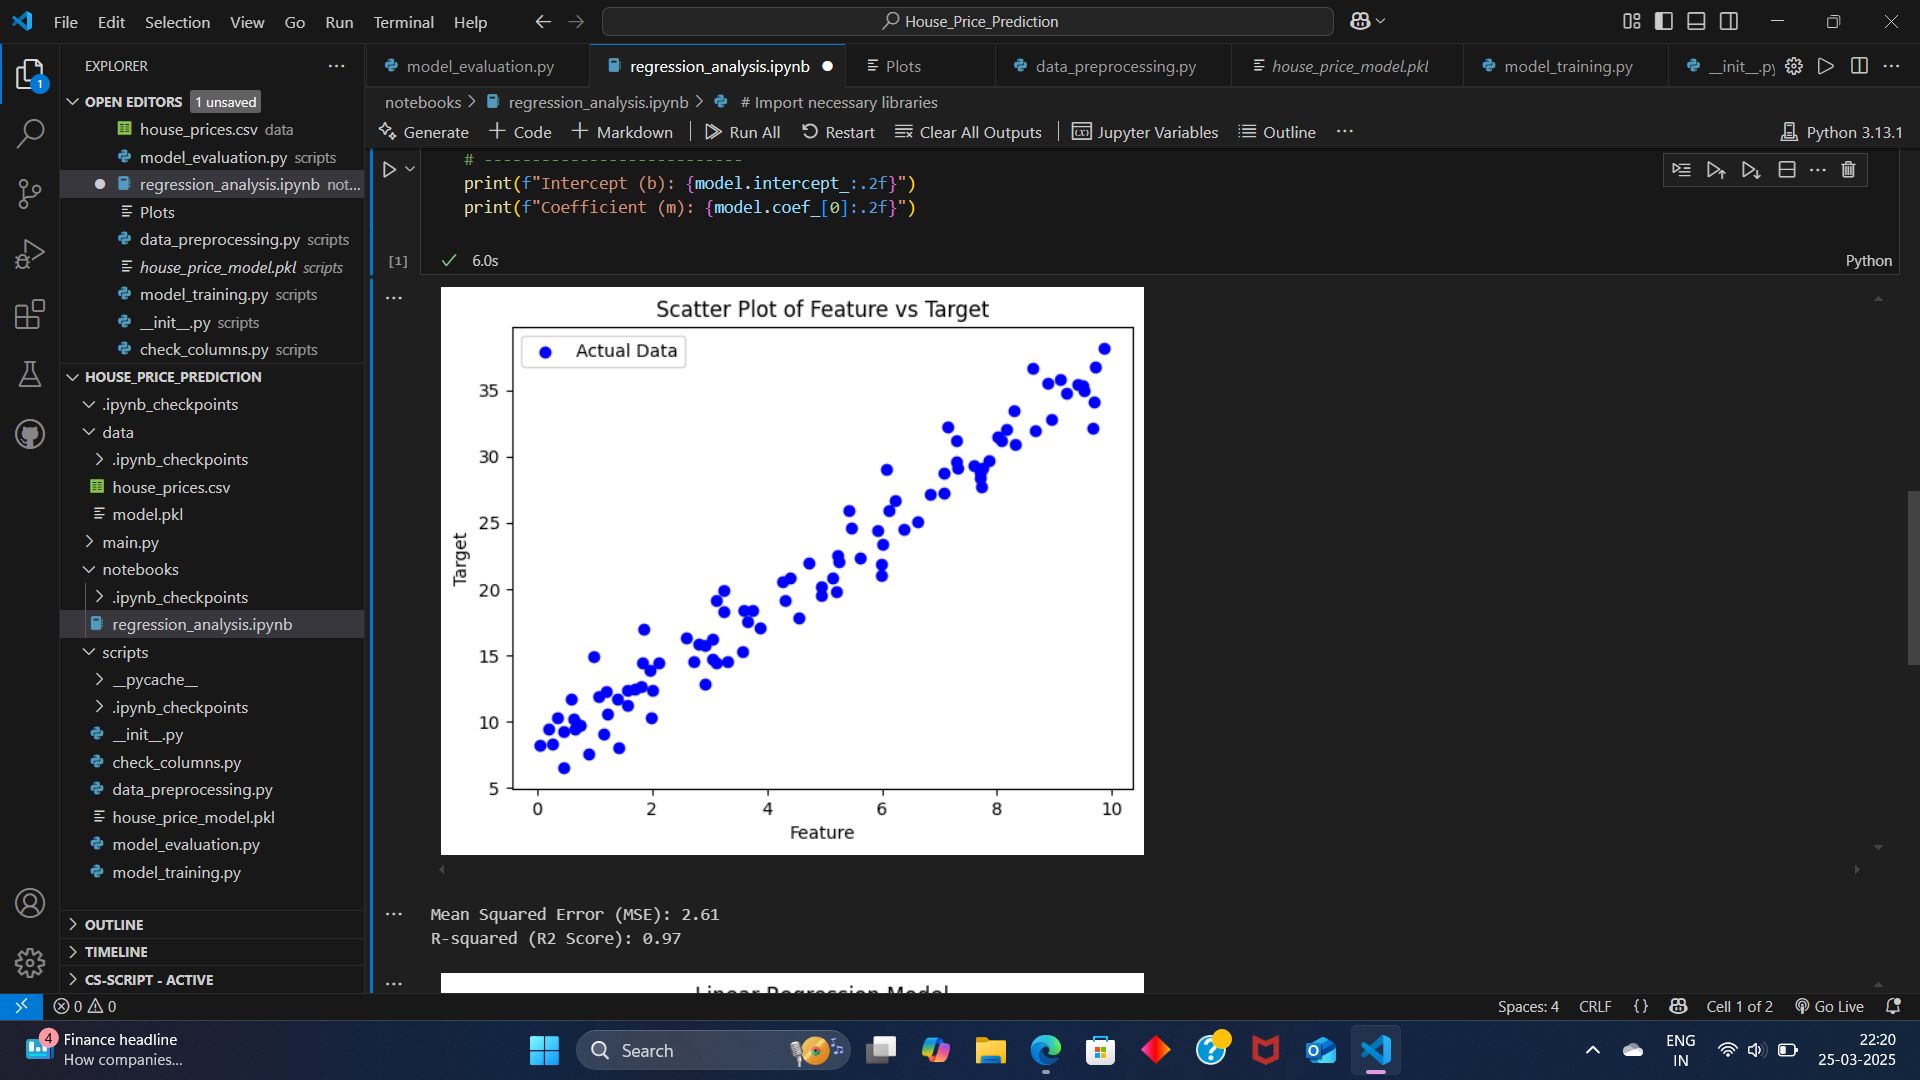 File Edit Selection View Go Run Terminal Help
House_Price_Prediction
EXPLORER
OPEN EDITORS 1 unsaved
house_prices.csv data
model_evaluation.py scripts
regression_analysis.ipynb not...
Plots
data_preprocessing.py scripts
house_price_model.pkl scripts
model_training.py scripts
__init__.py scripts
check_columns.py scripts
HOUSE_PRICE_PREDICTION
.ipynb_checkpoints
data
.ipynb_checkpoints
house_prices.csv
model.pkl
main.py
notebooks
.ipynb_checkpoints
regression_analysis.ipynb
scripts
__pycache__
.ipynb_checkpoints
__init__.py
check_columns.py
data_preprocessing.py
house_price_model.pkl
model_evaluation.py
model_training.py
OUTLINE
TIMELINE
CS-SCRIPT - ACTIVE
model_evaluation.py regression_analysis.ipynb Plots data_preprocessing.py house_price_model.pkl model_training.py __init__.py
notebooks > regression_analysis.ipynb > # Import necessary libraries
Generate + Code + Markdown Run All Restart Clear All Outputs Jupyter Variables Outline ... Python 3.13.1
# ---------------------------
print(f"Intercept (b): {model.intercept_:.2f}")
print(f"Coefficient (m): {model.coef_[0]:.2f}")
[1] 6.0s Python
Scatter Plot of Feature vs Target
Actual Data
35
30
25
20
15
10
5
Target
0 2 4 6 8 10
Feature
Mean Squared Error (MSE): 2.61
R-squared (R2 Score): 0.97
Linear Regression Model
0 0 Spaces: 4 CRLF {} Cell 1 of 2 Go Live
4 Finance headline
How companies...
Search
ENG
IN
22:20
25-03-2025
1